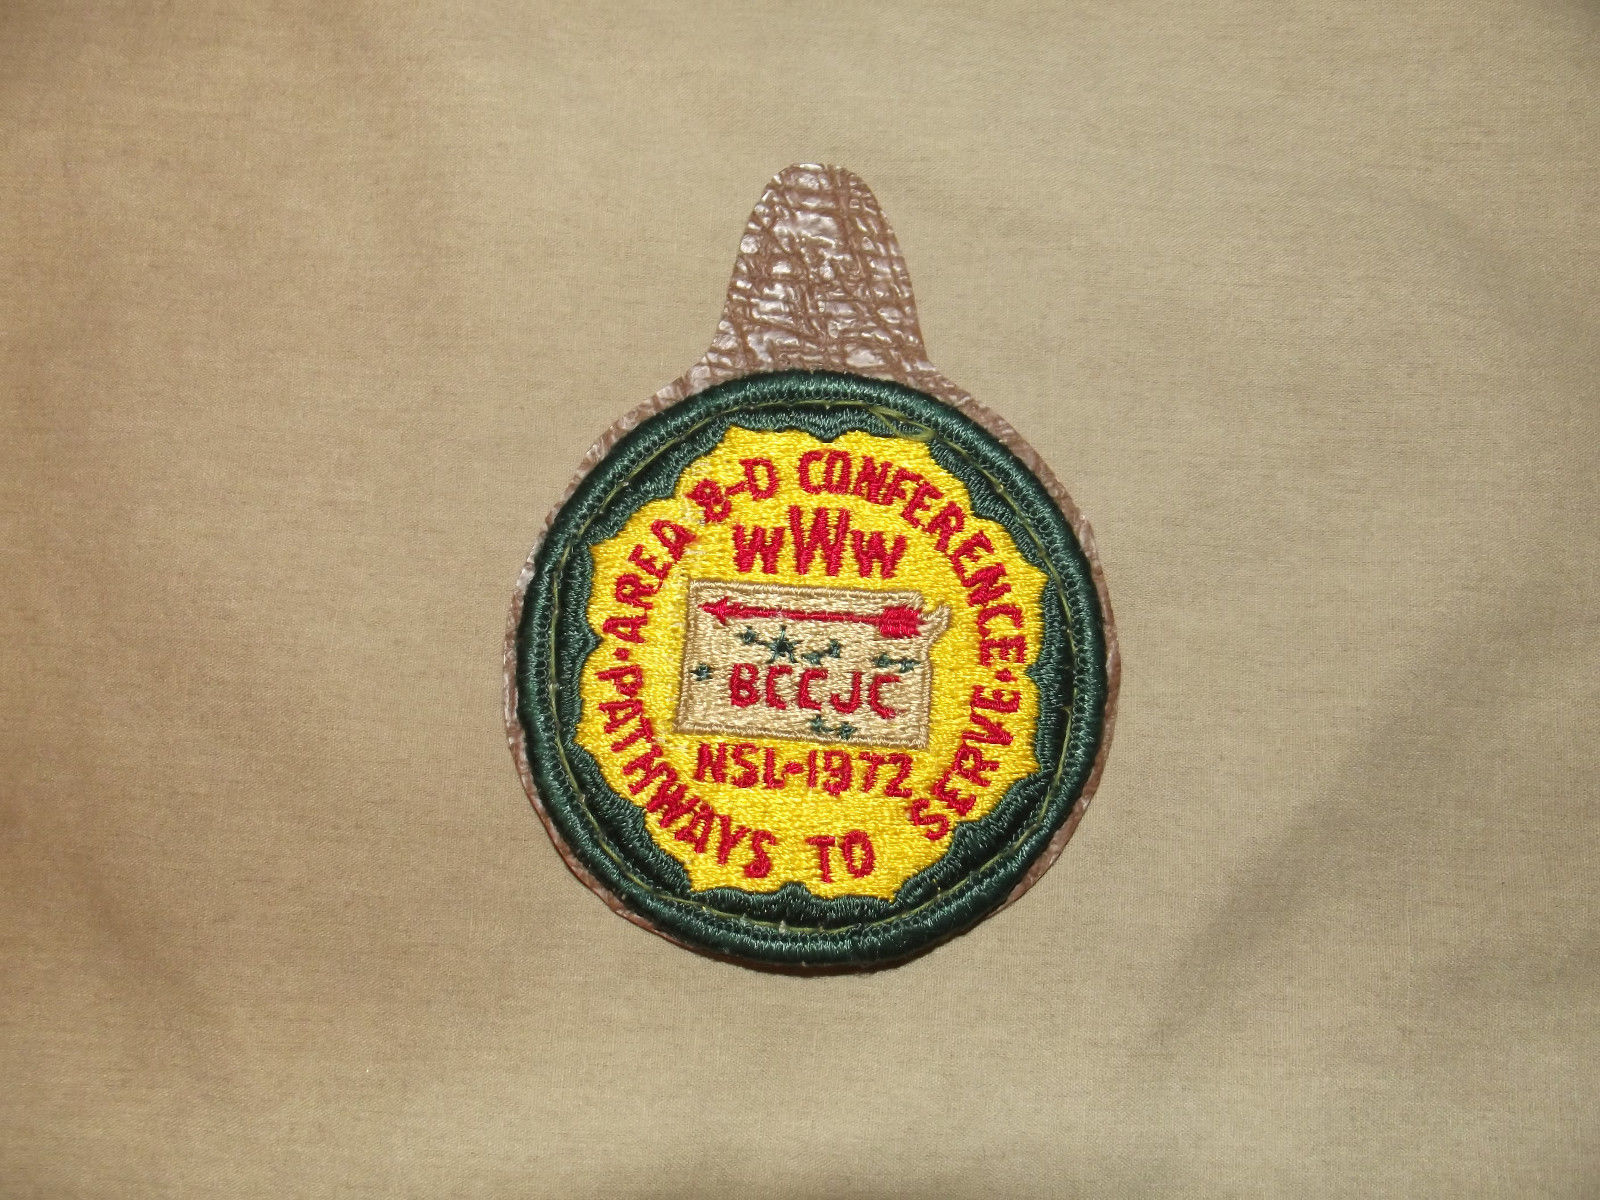 ·AREA 8-D CONFERENCE·
WWW
BCCJC
NSL-1972
PATHWAYS TO SERVE